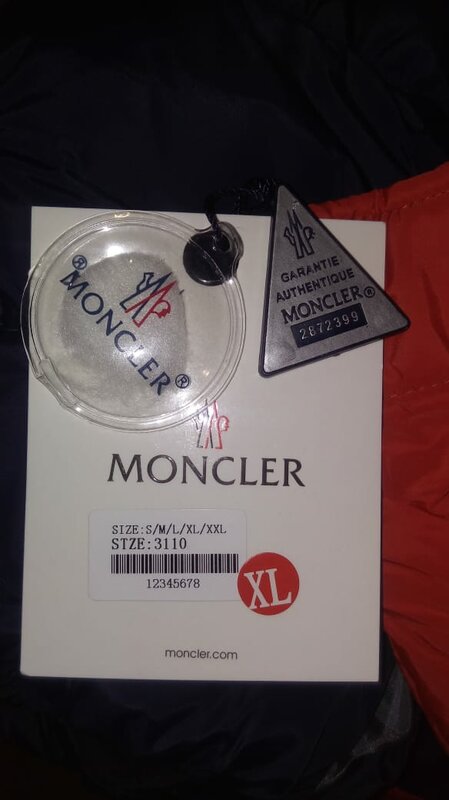 ® MONCLER ®
GARANTIE
AUTHENTIQUE
MONCLER®
2872399
MONCLER
SIZE:S/M/L/XL/XXL
STZE:3110
12345678
XL
moncler.com